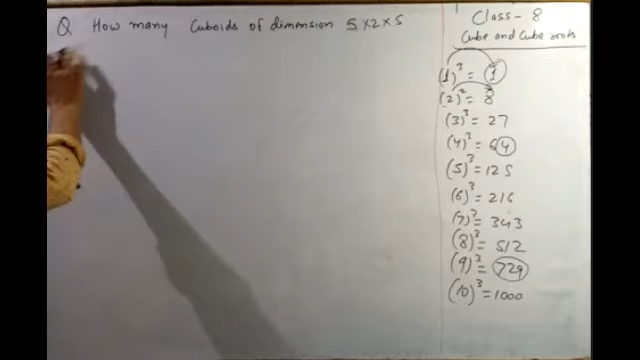 Q How many Cuboids of dimension 5x2x5
Class - 8
Cube and Cube roots
(1)³ = 1
(2)³ = 8
(3)³ = 27
(4)³ = 64
(5)³ = 125
(6)³ = 216
(7)³ = 343
(8)³ = 512
(9)³ = 729
(10)³ = 1000